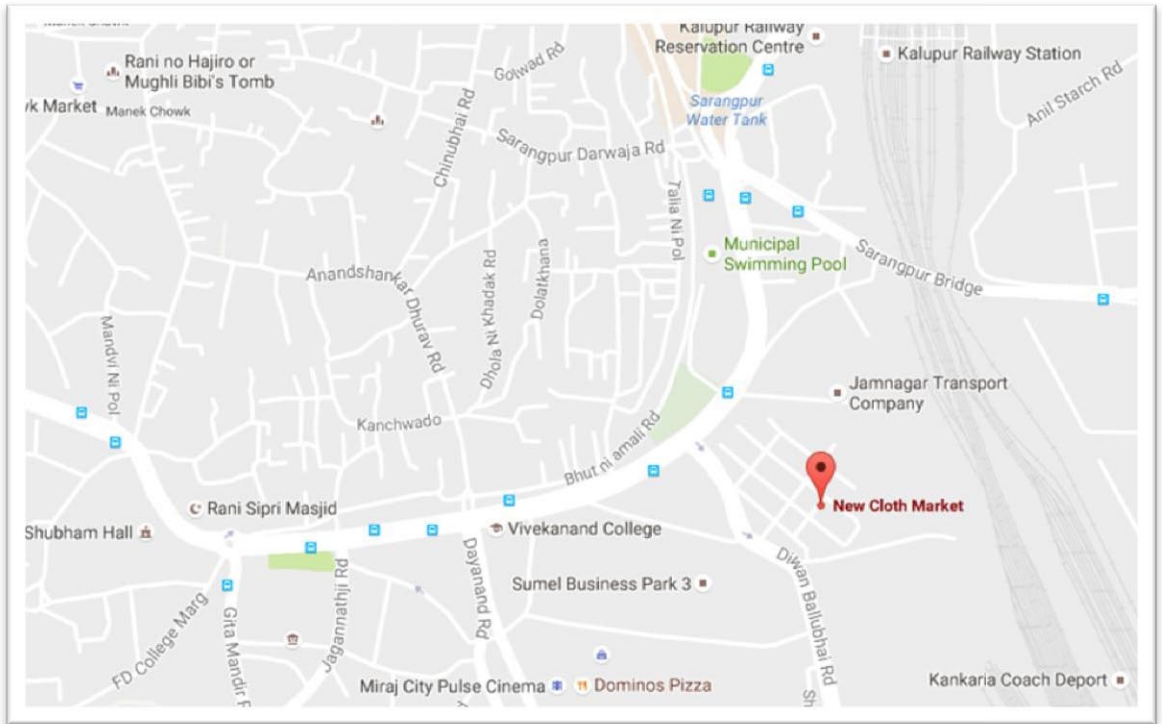 Manek Chowk
Kalupur Railway
Reservation Centre
Kalupur Railway Station
Rani no Hajiro or
Mughli Bibi's Tomb
Golwad Rd
Anil Starch Rd
Market
Manek Chowk
Chinubhai Rd
Sarangpur
Water Tank
Sarangpur Darwaja Rd
Talia Ni Pol
Municipal
Swimming Pool
Sarangpur Bridge
Anandshankar Dhurav Rd
Dhola Ni Khadak Rd
Dolatkhana
Mandvi Ni Pol
Jamnagar Transport
Company
Kanchwado
Bhut ni amali Rd
New Cloth Market
Rani Sipri Masjid
Shubham Hall
Vivekanand College
Sumel Business Park 3
Diwan Ballubhai Rd
Dayanand Rd
Jagannathji Rd
FD College Marg
Gita Mandir
Miraj City Pulse Cinema
Dominos Pizza
Kankaria Coach Deport